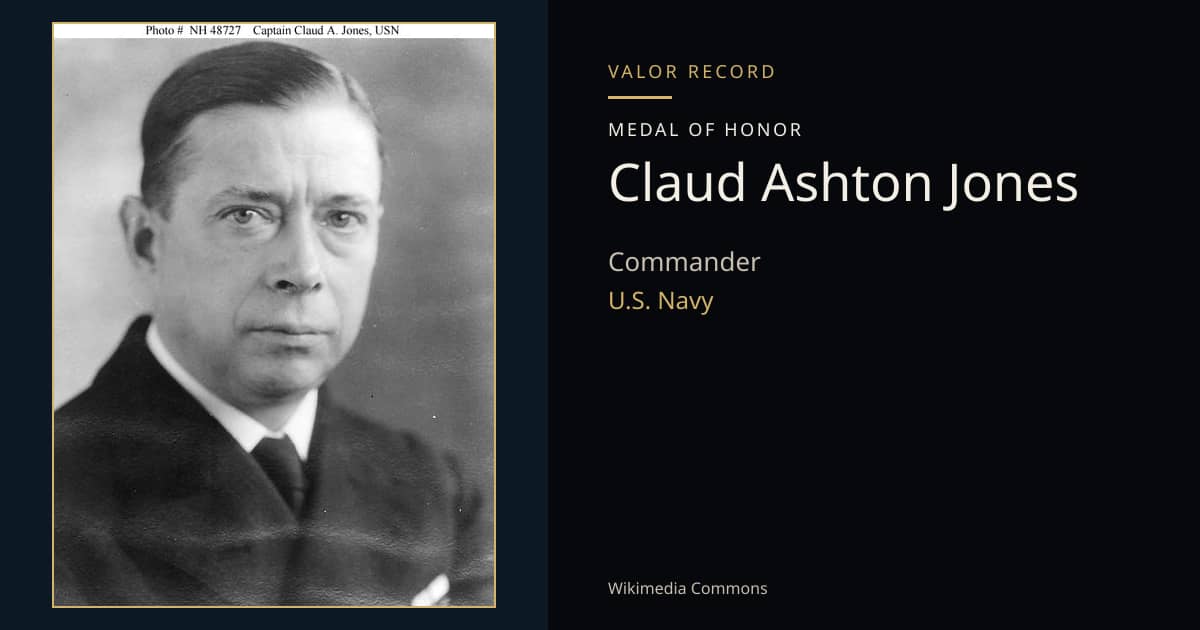 Photo # NH 48727 Captain Claud A. Jones, USN
VALOR RECORD
MEDAL OF HONOR
Claud Ashton Jones
Commander
U.S. Navy
Wikimedia Commons